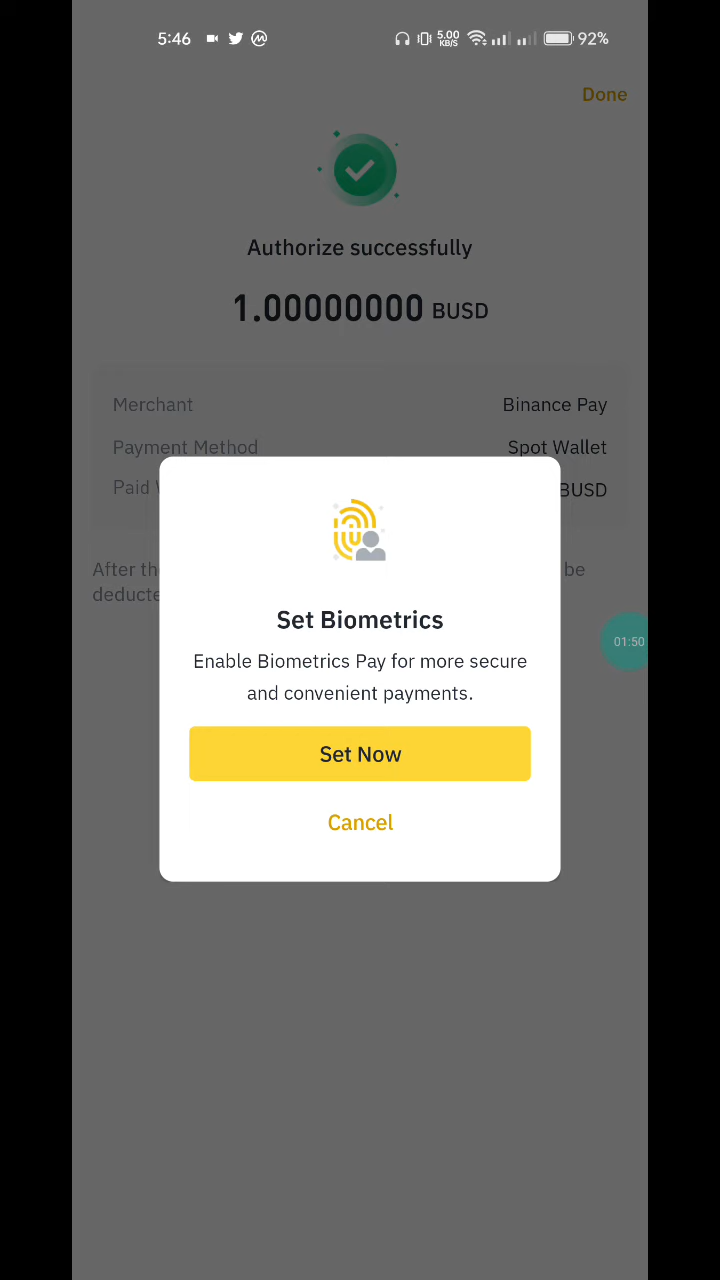 5:46 5.00 KB/S 92%
Done
Authorize successfully
1.00000000 BUSD
Merchant Binance Pay
Payment Method Spot Wallet
Paid BUSD
After th be
deducte
Set Biometrics
Enable Biometrics Pay for more secure
and convenient payments.
01:50
Set Now
Cancel